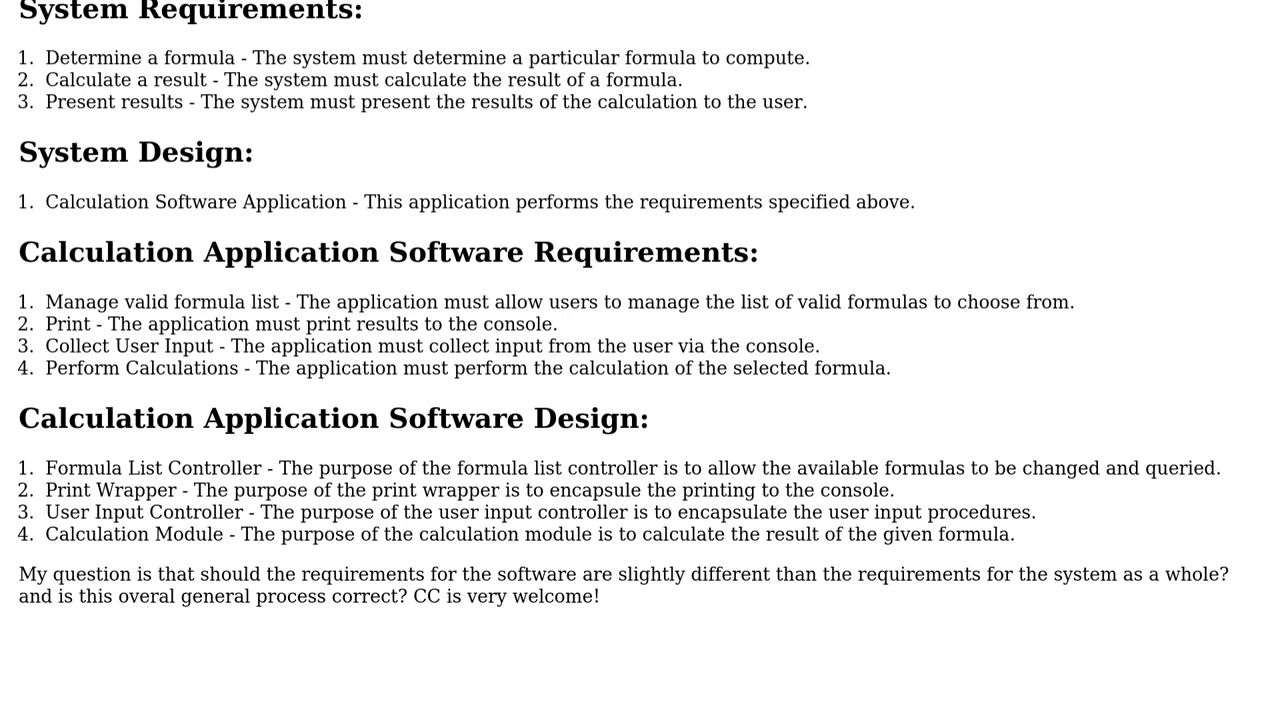 System Requirements:
1. Determine a formula - The system must determine a particular formula to compute.
2. Calculate a result - The system must calculate the result of a formula.
3. Present results - The system must present the results of the calculation to the user.
System Design:
1. Calculation Software Application - This application performs the requirements specified above.
Calculation Application Software Requirements:
1. Manage valid formula list - The application must allow users to manage the list of valid formulas to choose from.
2. Print - The application must print results to the console.
3. Collect User Input - The application must collect input from the user via the console.
4. Perform Calculations - The application must perform the calculation of the selected formula.
Calculation Application Software Design:
1. Formula List Controller - The purpose of the formula list controller is to allow the available formulas to be changed and queried.
2. Print Wrapper - The purpose of the print wrapper is to encapsule the printing to the console.
3. User Input Controller - The purpose of the user input controller is to encapsulate the user input procedures.
4. Calculation Module - The purpose of the calculation module is to calculate the result of the given formula.
My question is that should the requirements for the software are slightly different than the requirements for the system as a whole?
and is this overal general process correct? CC is very welcome!